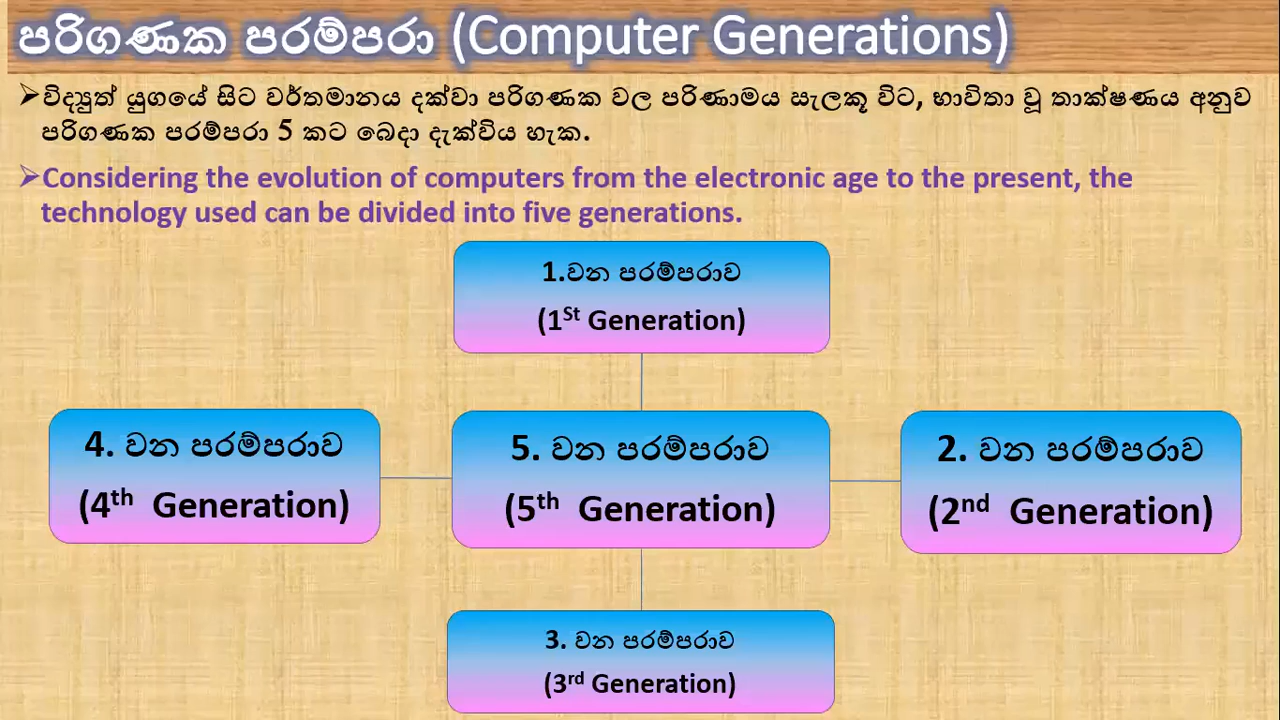 පරිගණක පරම්පරා (Computer Generations)
➢විද්‍යුත් යුගයේ සිට වර්තමානය දක්වා පරිගණක වල පරිණාමය සැලකූ විට, භාවිතා වූ තාක්ෂණය අනුව
පරිගණක පරම්පරා 5 කට බෙදා දැක්විය හැක.
➢Considering the evolution of computers from the electronic age to the present, the
technology used can be divided into five generations.
1.වන පරම්පරාව
(1St Generation)
4. වන පරම්පරාව
(4th Generation)
5. වන පරම්පරාව
(5th Generation)
2. වන පරම්පරාව
(2nd Generation)
3. වන පරම්පරාව
(3rd Generation)